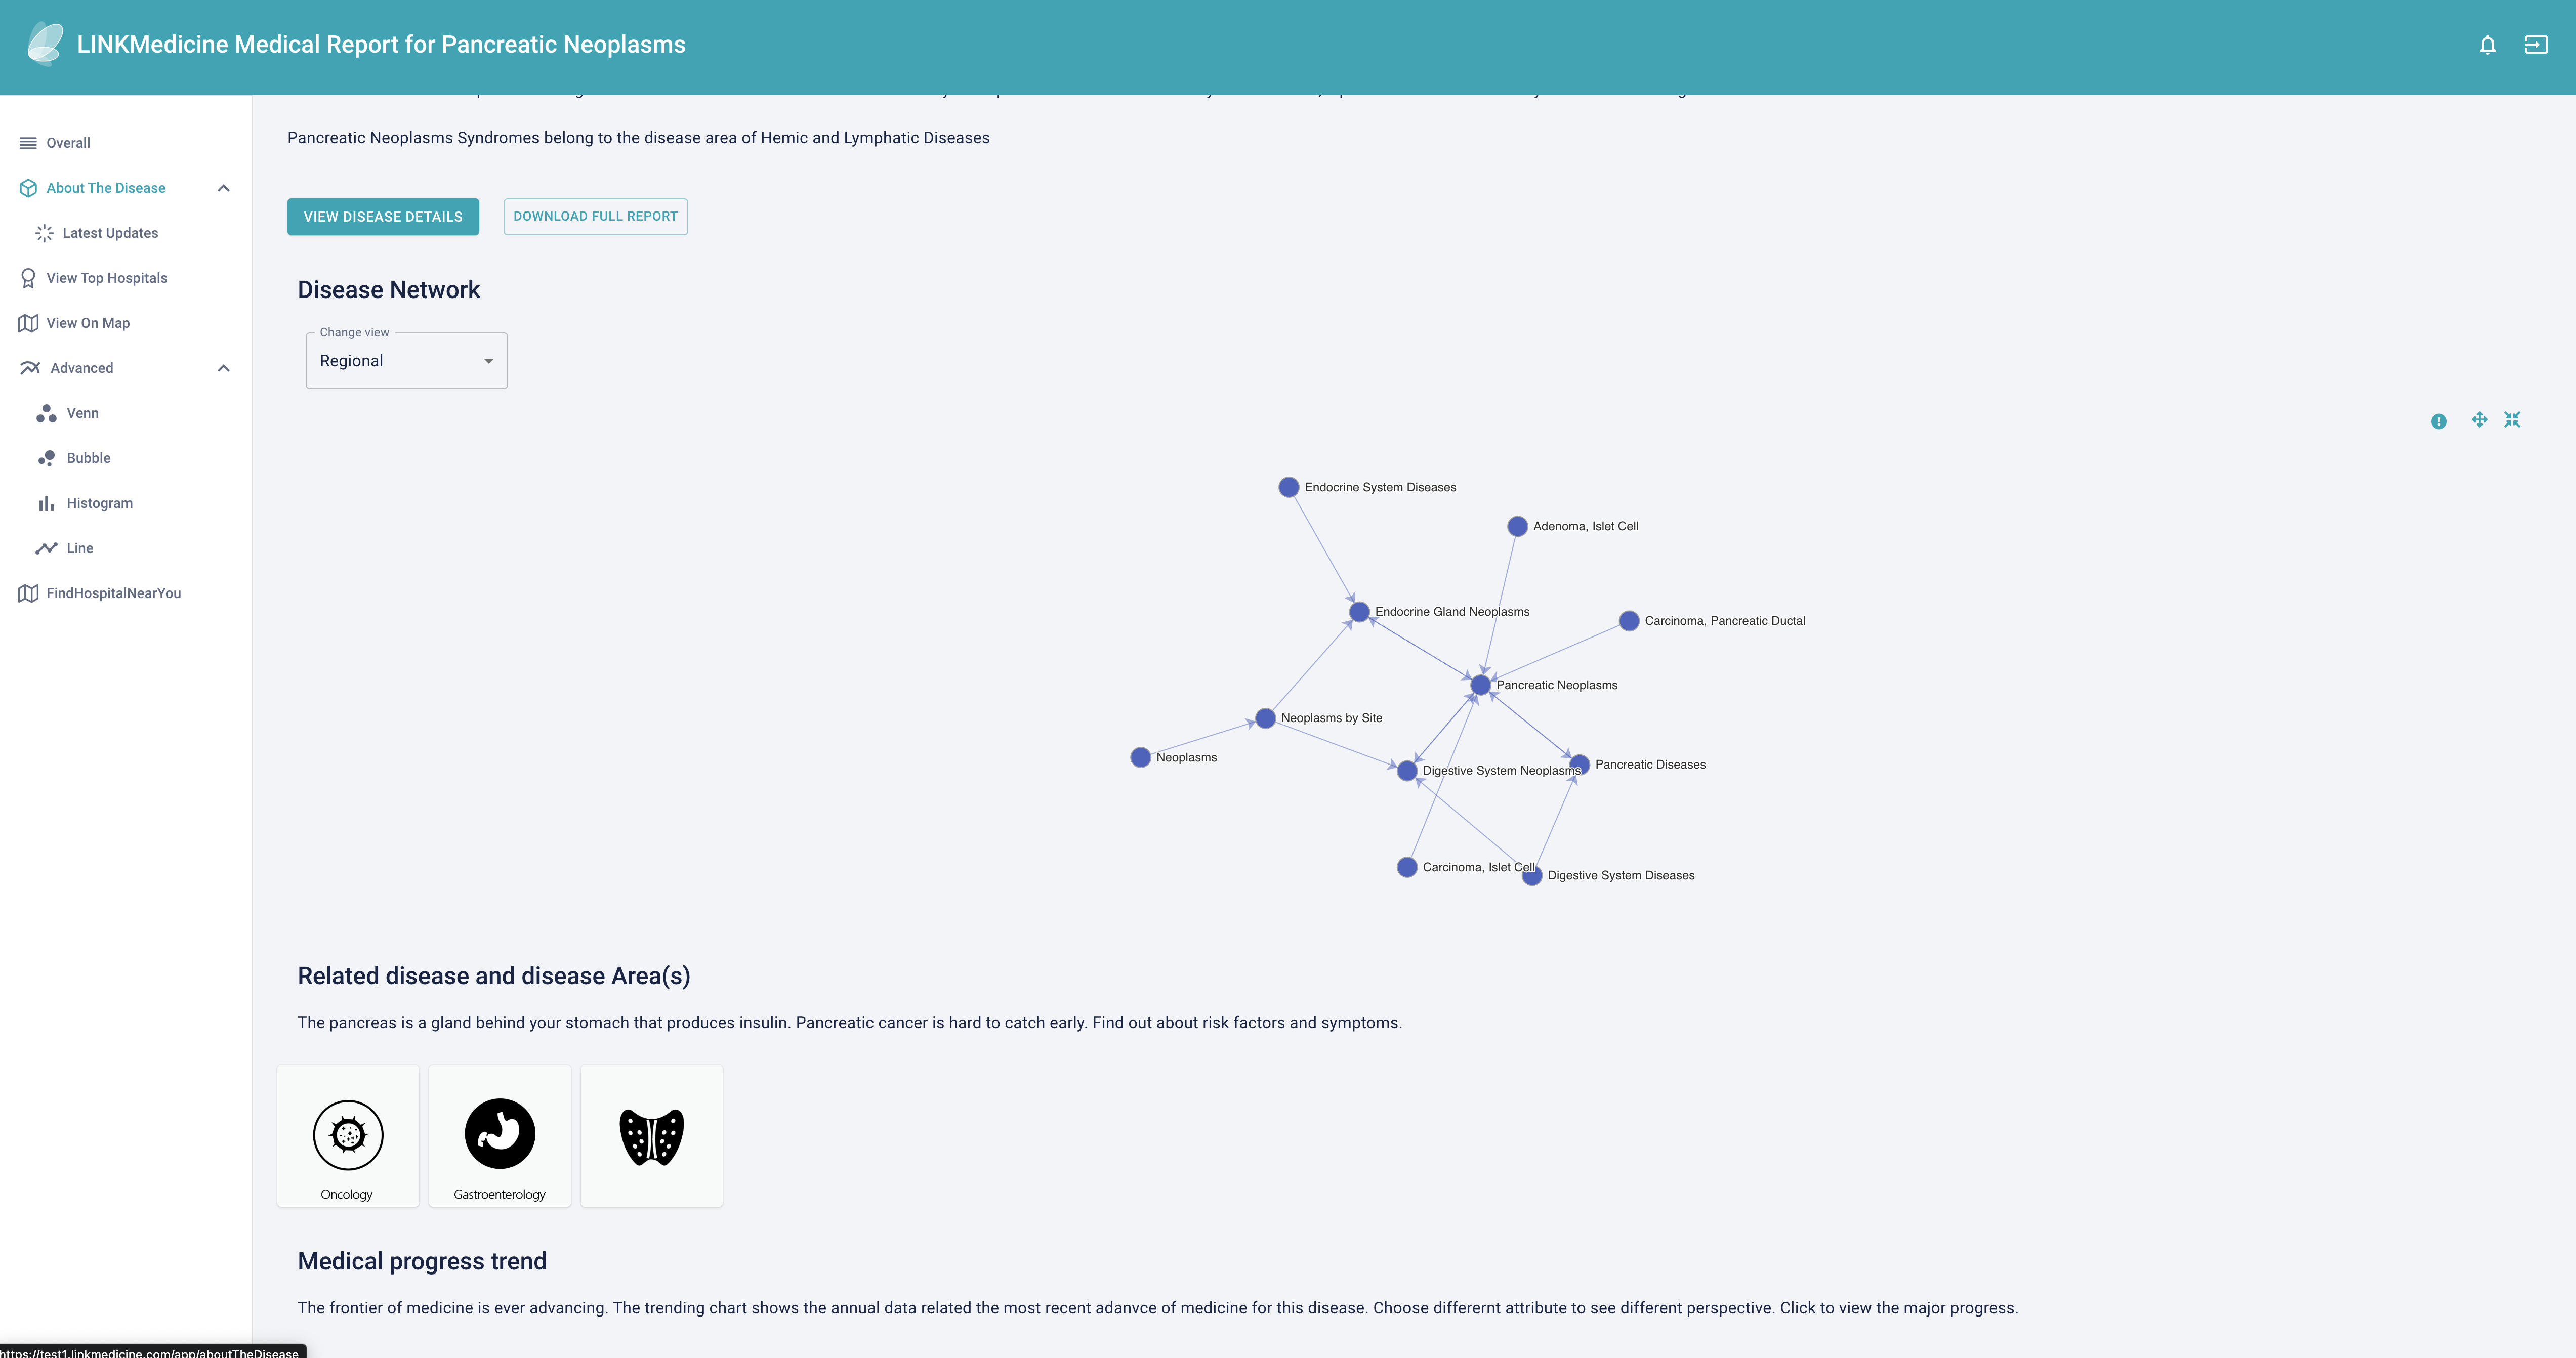 LINKMedicine Medical Report for Pancreatic Neoplasms
Overall
About The Disease
Latest Updates
View Top Hospitals
View On Map
Advanced
Venn
Bubble
Histogram
Line
FindHospitalNearYou
Pancreatic Neoplasms Syndromes belong to the disease area of Hemic and Lymphatic Diseases
VIEW DISEASE DETAILS
DOWNLOAD FULL REPORT
Disease Network
Change view
Regional
Endocrine System Diseases
Adenoma, Islet Cell
Endocrine Gland Neoplasms
Carcinoma, Pancreatic Ductal
Pancreatic Neoplasms
Neoplasms by Site
Neoplasms
Digestive System Neoplasms
Pancreatic Diseases
Carcinoma, Islet Cell
Digestive System Diseases
Related disease and disease Area(s)
The pancreas is a gland behind your stomach that produces insulin. Pancreatic cancer is hard to catch early. Find out about risk factors and symptoms.
Oncology
Gastroenterology
Medical progress trend
The frontier of medicine is ever advancing. The trending chart shows the annual data related the most recent adanvce of medicine for this disease. Choose differernt attribute to see different perspective. Click to view the major progress.
https://test1.linkmedicine.com/app/aboutTheDisease